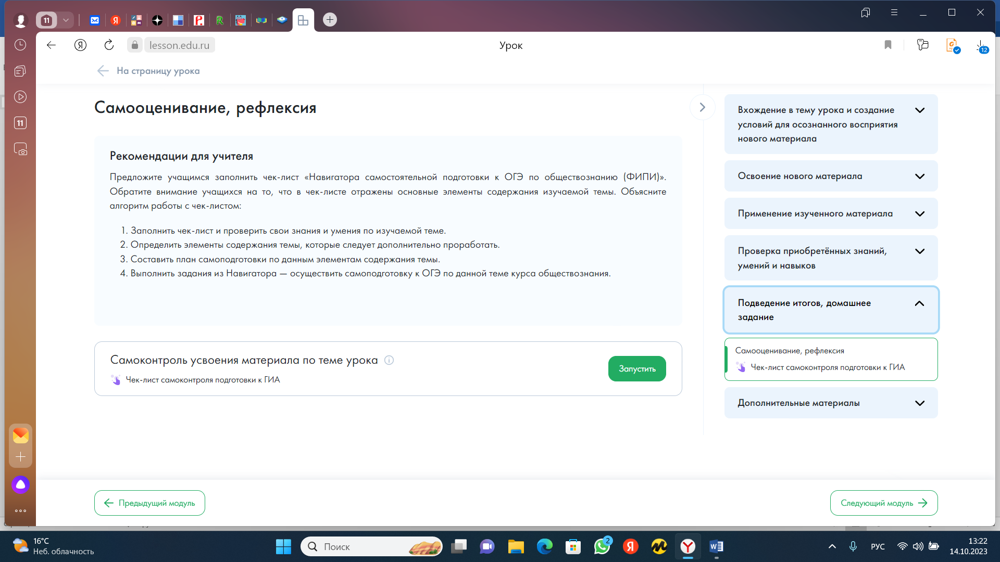 11
lesson.edu.ru
Урок
12
На страницу урока
11
Самооценивание, рефлексия
Рекомендации для учителя
Предложите учащимся заполнить чек-лист «Навигатора самостоятельной подготовки к ОГЭ по обществознанию (ФИПИ)».
Обратите внимание учащихся на то, что в чек-листе отражены основные элементы содержания изучаемой темы. Объясните
алгоритм работы с чек-листом:
1. Заполнить чек-лист и проверить свои знания и умения по изучаемой теме.
2. Определить элементы содержания темы, которые следует дополнительно проработать.
3. Составить план самоподготовки по данным элементам содержания темы.
4. Выполнить задания из Навигатора — осуществить самоподготовку к ОГЭ по данной теме курса обществознания.
Самоконтроль усвоения материала по теме урока
Чек-лист самоконтроля подготовки к ГИА
Запустить
Вхождение в тему урока и создание
условий для осознанного восприятия
нового материала
Освоение нового материала
Применение изученного материала
Проверка приобретённых знаний,
умений и навыков
Подведение итогов, домашнее
задание
Самооценивание, рефлексия
Чек-лист самоконтроля подготовки к ГИА
Дополнительные материалы
Предыдущий модуль
Следующий модуль
16°C
Неб. облачность
Поиск
2
РУС
13:22
14.10.2023